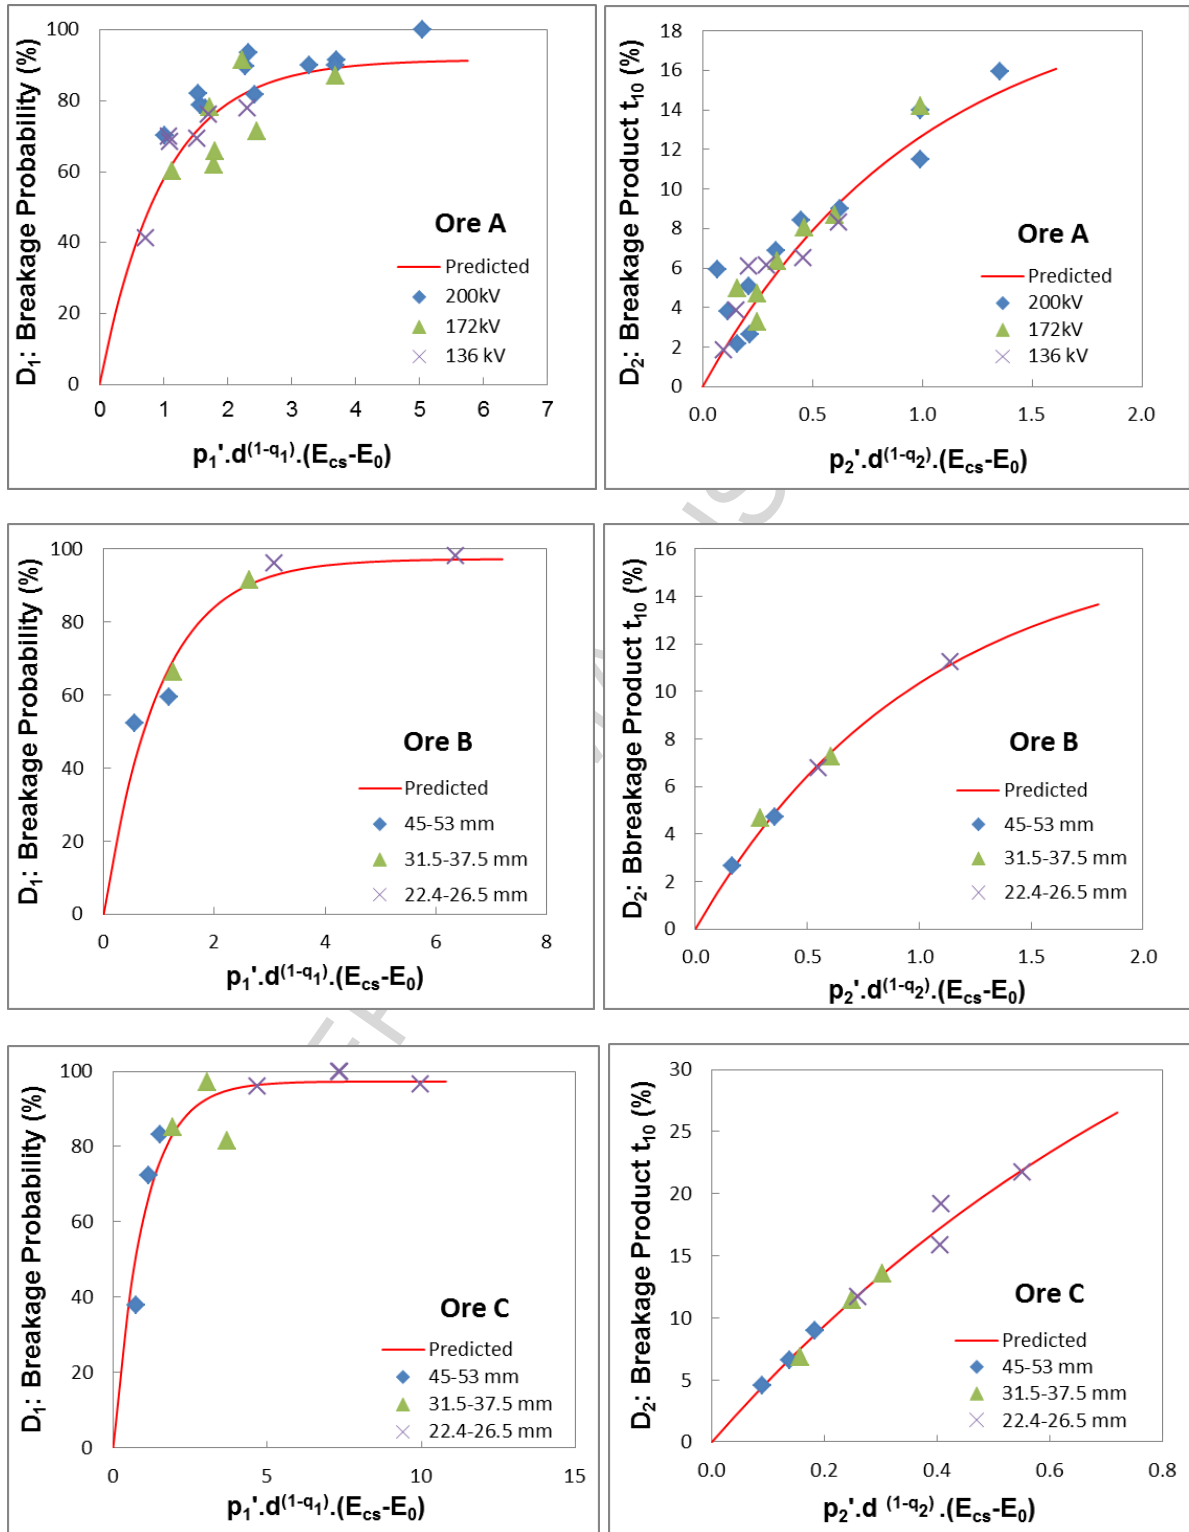 D₁: Breakage Probability (%)
100
80
60
40
20
0
0 1 2 3 4 5 6 7
p₁'.d⁽¹⁻q₁⁾.(E_cs-E₀)
Ore A
Predicted
200kV
172kV
136 kV
D₂: Breakage Product t₁₀ (%)
18
16
14
12
10
8
6
4
2
0
0.0 0.5 1.0 1.5 2.0
p₂'.d⁽¹⁻q₂⁾.(E_cs-E₀)
Ore A
Predicted
200kV
172kV
136 kV
D₁: Breakage Probability (%)
100
80
60
40
20
0
0 2 4 6 8
p₁'.d⁽¹⁻q₁⁾.(E_cs-E₀)
Ore B
Predicted
45-53 mm
31.5-37.5 mm
22.4-26.5 mm
D₂: Bbreakage Product t₁₀ (%)
16
14
12
10
8
6
4
2
0
0.0 0.5 1.0 1.5 2.0
p₂'.d⁽¹⁻q₂⁾.(E_cs-E₀)
Ore B
Predicted
45-53 mm
31.5-37.5 mm
22.4-26.5 mm
D₁: Breakage Probability (%)
100
80
60
40
20
0
0 5 10 15
p₁'.d⁽¹⁻q₁⁾.(E_cs-E₀)
Ore C
Predicted
45-53 mm
31.5-37.5 mm
22.4-26.5 mm
D₂: Breakage Product t₁₀ (%)
30
25
20
15
10
5
0
0.0 0.2 0.4 0.6 0.8
p₂'.d ⁽¹⁻q₂⁾.(E_cs-E₀)
Ore C
Predicted
45-53 mm
31.5-37.5 mm
22.4-26.5 mm